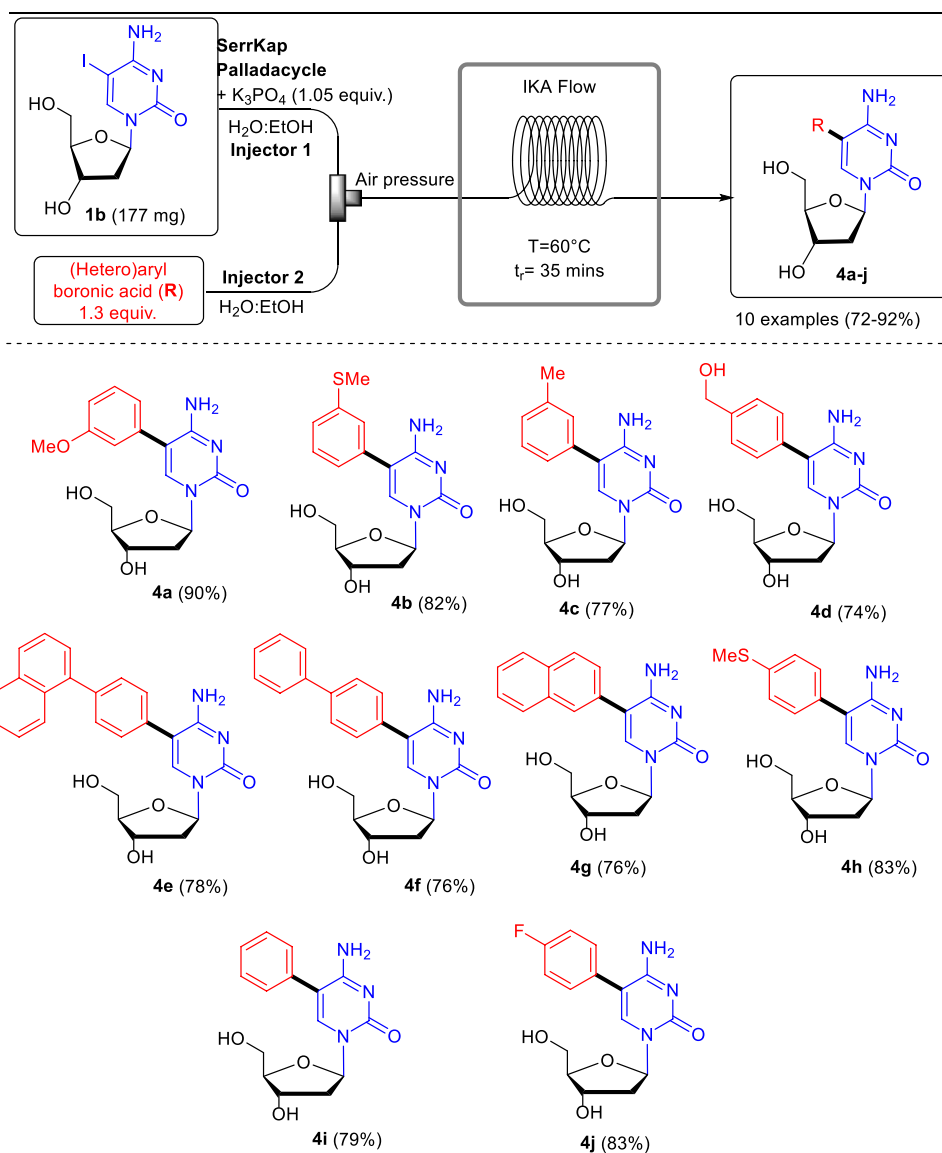 NH2
I
N
N
O
HO
O
HO
1b (177 mg)
SerrKap
Palladacycle
+ K3PO4 (1.05 equiv.)
H2O:EtOH
Injector 1
(Hetero)aryl
boronic acid (R)
1.3 equiv.
Injector 2
H2O:EtOH
Air pressure
IKA Flow
T=60°C
tr= 35 mins
NH2
R
N
N
O
HO
O
HO
4a-j
10 examples (72-92%)
MeO
NH2
N
N
O
HO
O
OH
4a (90%)
SMe
NH2
N
N
O
HO
O
OH
4b (82%)
Me
NH2
N
N
O
HO
O
OH
4c (77%)
OH
NH2
N
N
O
HO
O
OH
4d (74%)
NH2
N
N
O
HO
O
OH
4e (78%)
NH2
N
N
O
HO
O
OH
4f (76%)
NH2
N
N
O
HO
O
OH
4g (76%)
MeS
NH2
N
N
O
HO
O
OH
4h (83%)
NH2
N
N
O
HO
O
OH
4i (79%)
F
NH2
N
N
O
HO
O
OH
4j (83%)